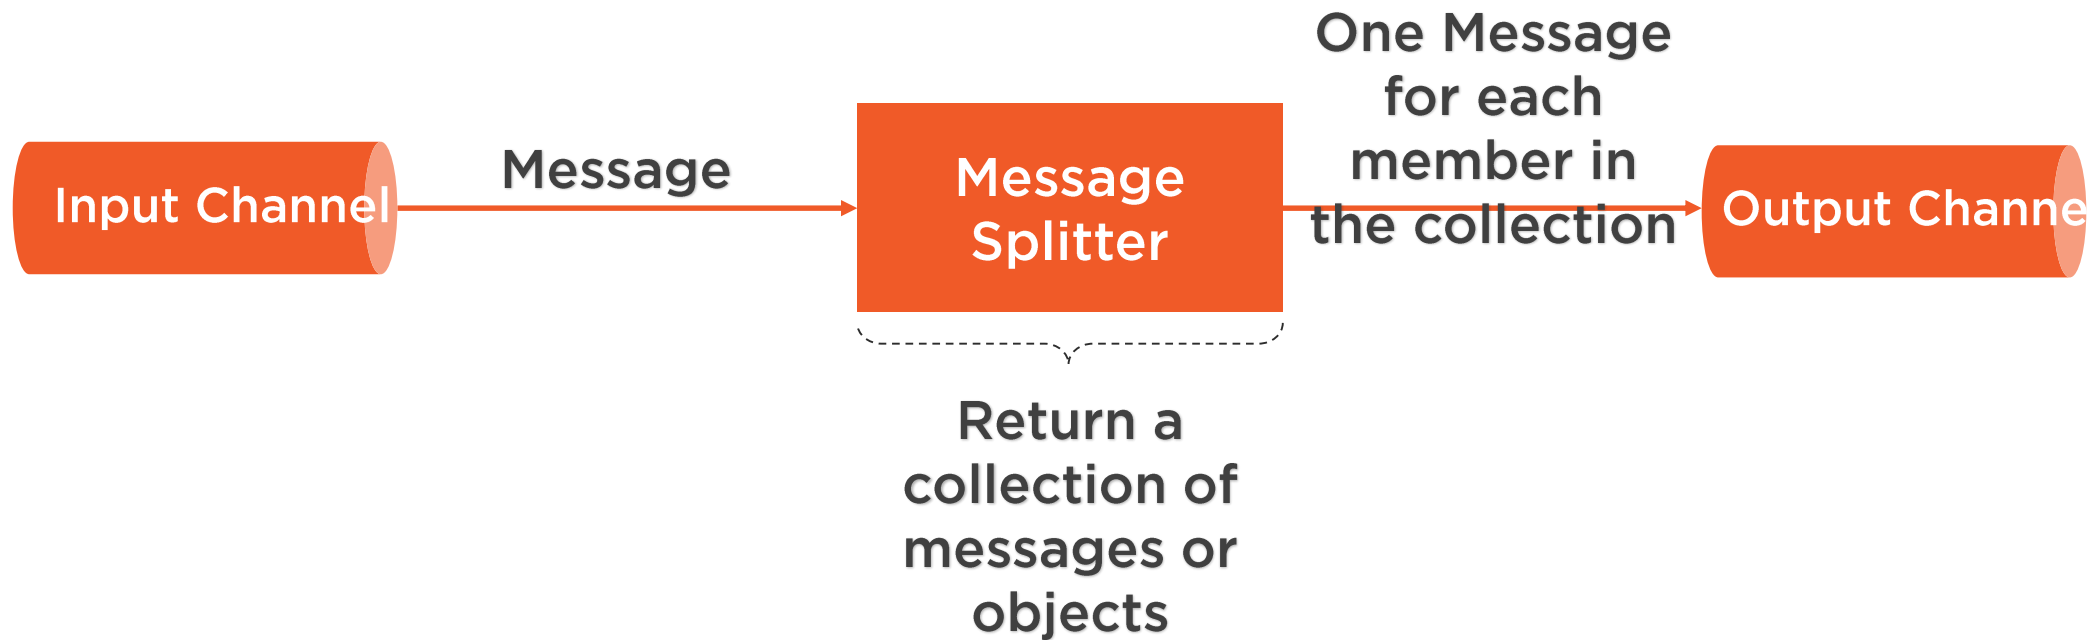 Input Channel
Message
Message
Splitter
One Message
for each
member in
the collection
Output Channe
Return a
collection of
messages or
objects